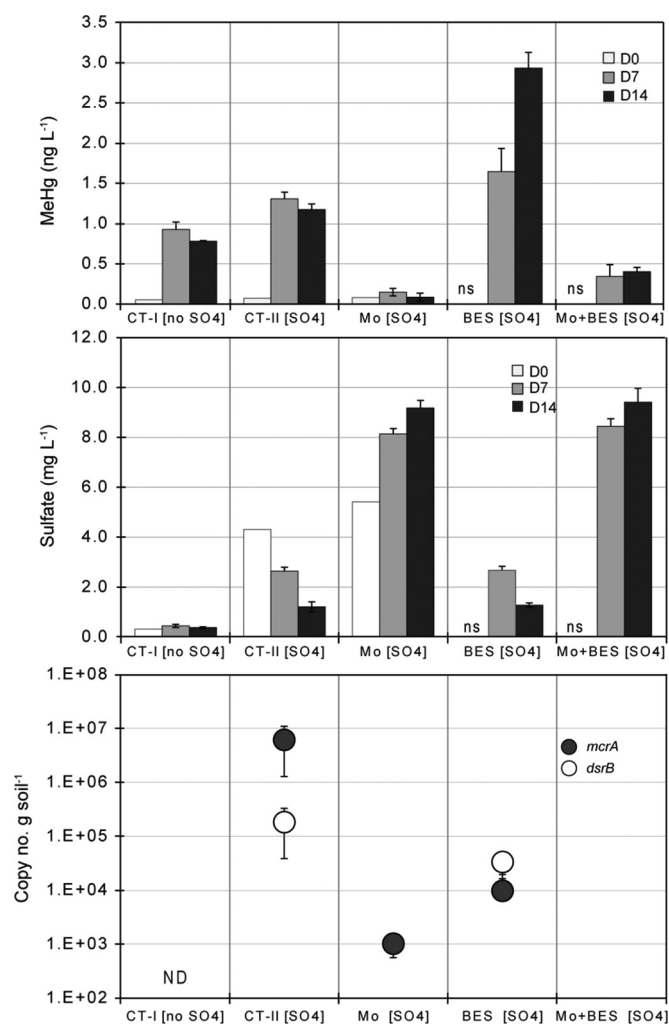 MeHg (ng L⁻¹)
3.5
3.0
2.5
2.0
1.5
1.0
0.5
0.0
D0
D7
D14
ns
ns
CT-I [no SO4] CT-II [SO4] Mo [SO4] BES [SO4] Mo+BES [SO4]
Sulfate (mg L⁻¹)
12.0
10.0
8.0
6.0
4.0
2.0
0.0
D0
D7
D14
ns
ns
CT-I [no SO4] CT-II [SO4] Mo [SO4] BES [SO4] Mo+BES [SO4]
Copy no. g soil⁻¹
1.E+08
1.E+07
1.E+06
1.E+05
1.E+04
1.E+03
1.E+02
mcrA
dsrB
ND
CT-I [no SO4] CT-II [SO4] Mo [SO4] BES [SO4] Mo+BES [SO4]